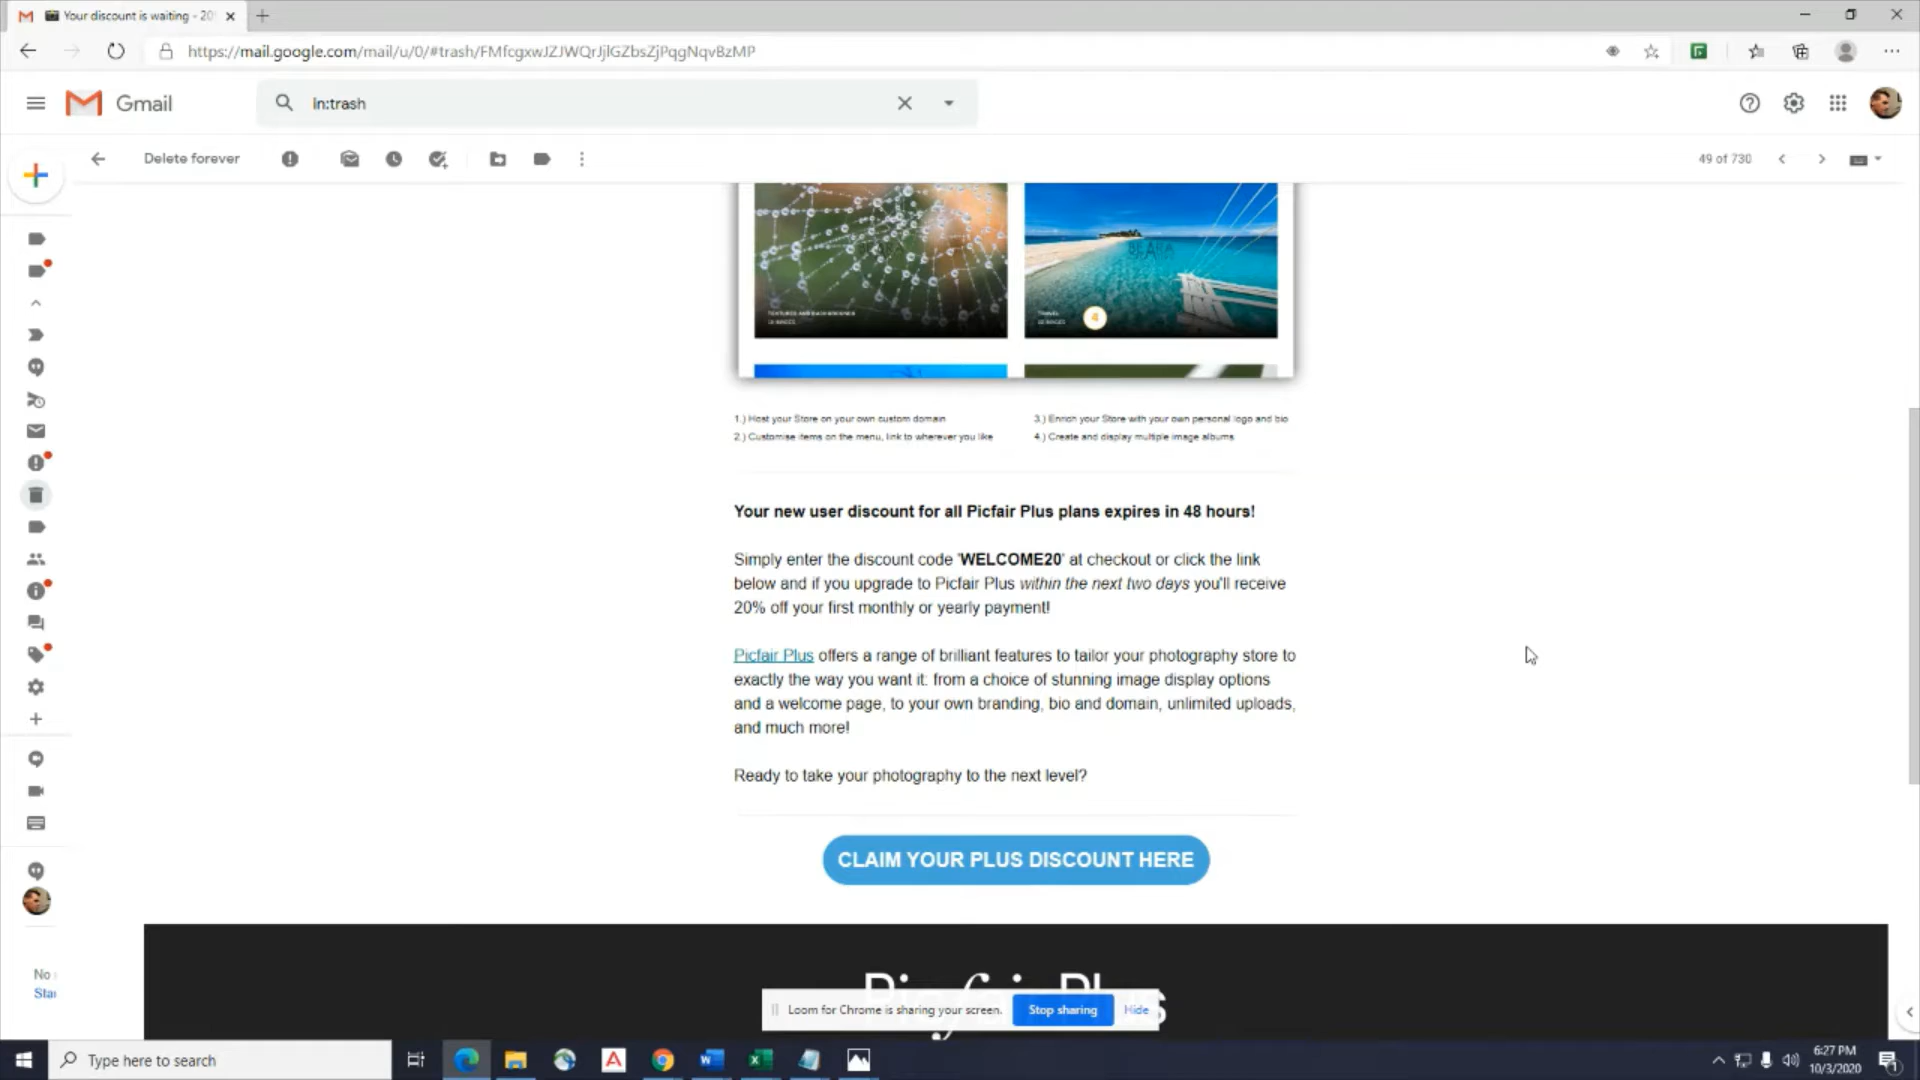 Your discount is waiting - 20
https://mail.google.com/mail/u/0/#trash/FMfcgxwJZJWQrJjlGZbsZjPqgNqvBzMP
Gmail
in:trash
Delete forever
49 of 730
TEXTURES AND BACKGROUNDS
TRAVEL
4
1.) Host your Store on your own custom domain
2.) Customise items on the menu, link to wherever you like
3.) Enrich your Store with your own personal logo and bio
4.) Create and display multiple image albums
Your new user discount for all Picfair Plus plans expires in 48 hours!
Simply enter the discount code 'WELCOME20' at checkout or click the link
below and if you upgrade to Picfair Plus within the next two days you'll receive
20% off your first monthly or yearly payment!
Picfair Plus offers a range of brilliant features to tailor your photography store to
exactly the way you want it: from a choice of stunning image display options
and a welcome page, to your own branding, bio and domain, unlimited uploads,
and much more!
Ready to take your photography to the next level?
CLAIM YOUR PLUS DISCOUNT HERE
No
Star
Picfair Plus
Loom for Chrome is sharing your screen.
Stop sharing
Hide
Type here to search
6:27 PM
10/3/2020